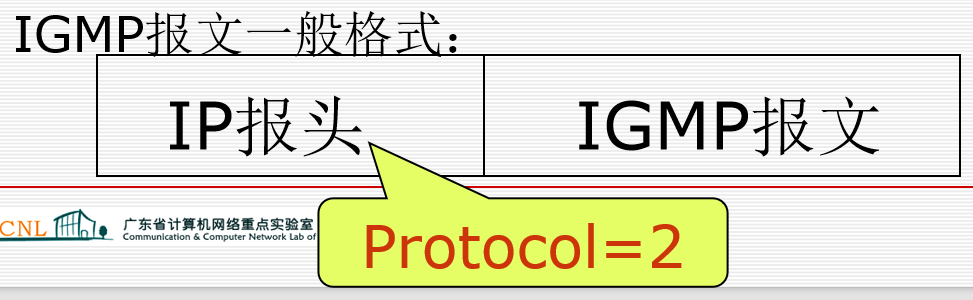 IGMP报文一般格式：
IP报头
IGMP报文
Protocol=2
CNL
广东省计算机网络重点实验室
Communication & Computer Network Lab of